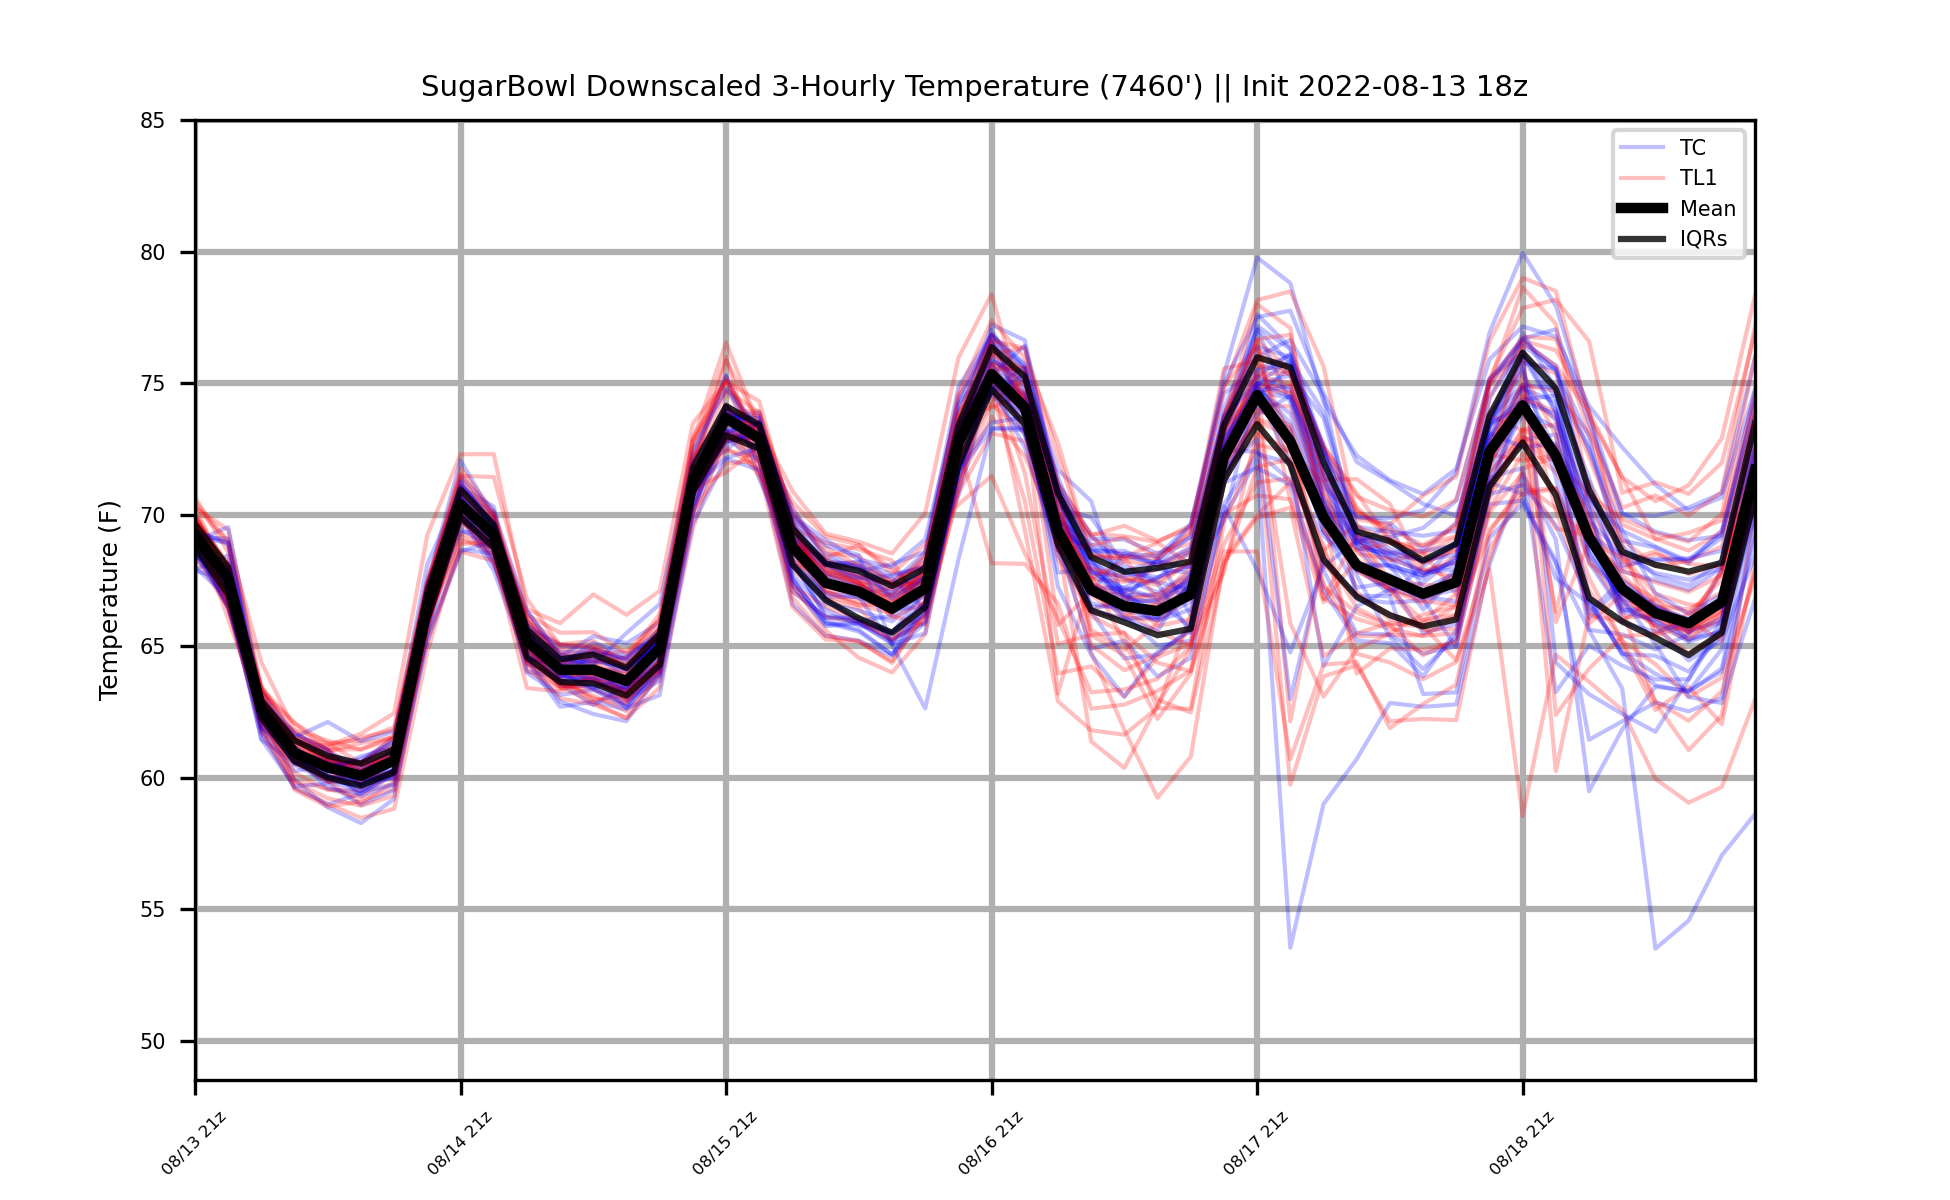 SugarBowl Downscaled 3-Hourly Temperature (7460') || Init 2022-08-13 18z
85
80
75
70
65
60
55
50
Temperature (F)
TC
TL1
Mean
IQRs
08/13 21z
08/14 21z
08/15 21z
08/16 21z
08/17 21z
08/18 21z